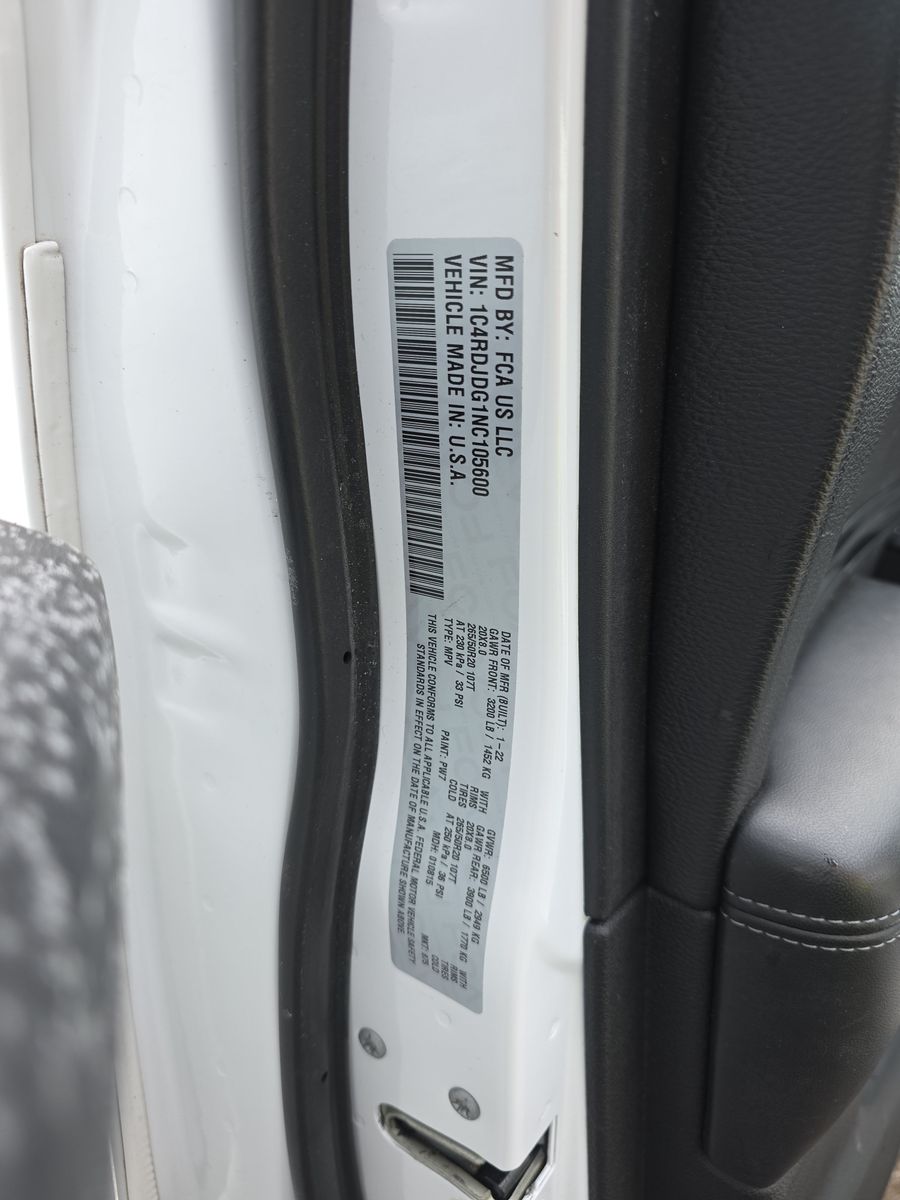 MFD BY: FCA US LLC
VIN: 1C4RDJDG1NC105600
VEHICLE MADE IN: U.S.A.
DATE OF MFR (BUILT): 1-22 GVWR: 6500 LB / 2949 KG
GAWR FRONT: 3200 LB / 1452 KG WITH GAWR REAR: 3900 LB / 1770 KG WITH
20X8.0 RIMS 20X8.0 RIMS
265/50R20 107T TIRES 265/50R20 107T TIRES
AT 230 kPa / 33 PSI COLD AT 250 kPa / 36 PSI COLD
TYPE: MPV PAINT: PW7 MDH: 010815 MKT:
THIS VEHICLE CONFORMS TO ALL APPLICABLE U.S.A. FEDERAL MOTOR VEHICLE SAFETY
STANDARDS IN EFFECT ON THE DATE OF MANUFACTURE SHOWN ABOVE.